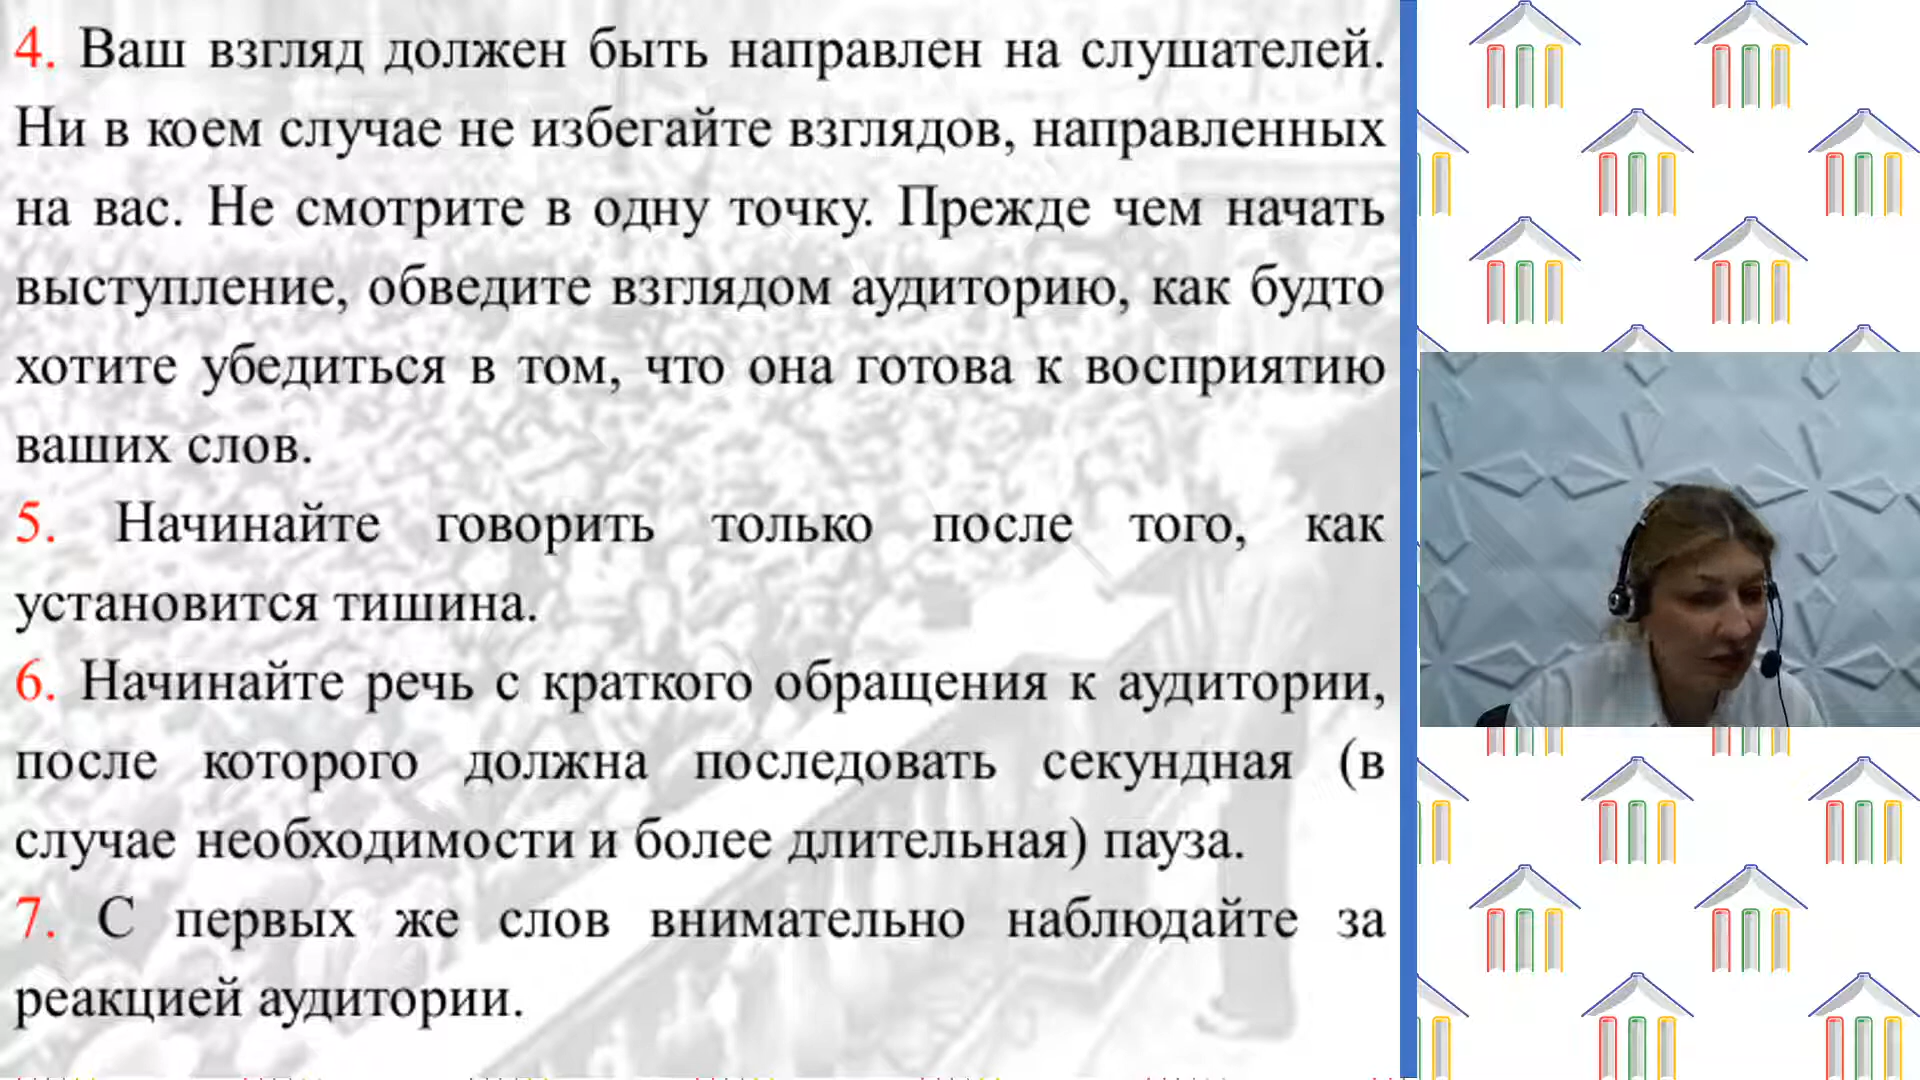 4. Ваш взгляд должен быть направлен на слушателей.
Ни в коем случае не избегайте взглядов, направленных
на вас. Не смотрите в одну точку. Прежде чем начать
выступление, обведите взглядом аудиторию, как будто
хотите убедиться в том, что она готова к восприятию
ваших слов.
5. Начинайте говорить только после того, как
установится тишина.
6. Начинайте речь с краткого обращения к аудитории,
после которого должна последовать секундная (в
случае необходимости и более длительная) пауза.
7. С первых же слов внимательно наблюдайте за
реакцией аудитории.